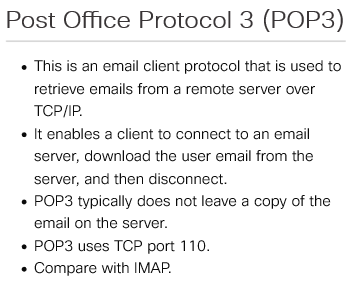 Post Office Protocol 3 (POP3)
• This is an email client protocol that is used to
retrieve emails from a remote server over
TCP/IP.
• It enables a client to connect to an email
server, download the user email from the
server, and then disconnect.
• POP3 typically does not leave a copy of the
email on the server.
• POP3 uses TCP port 110.
• Compare with IMAP.